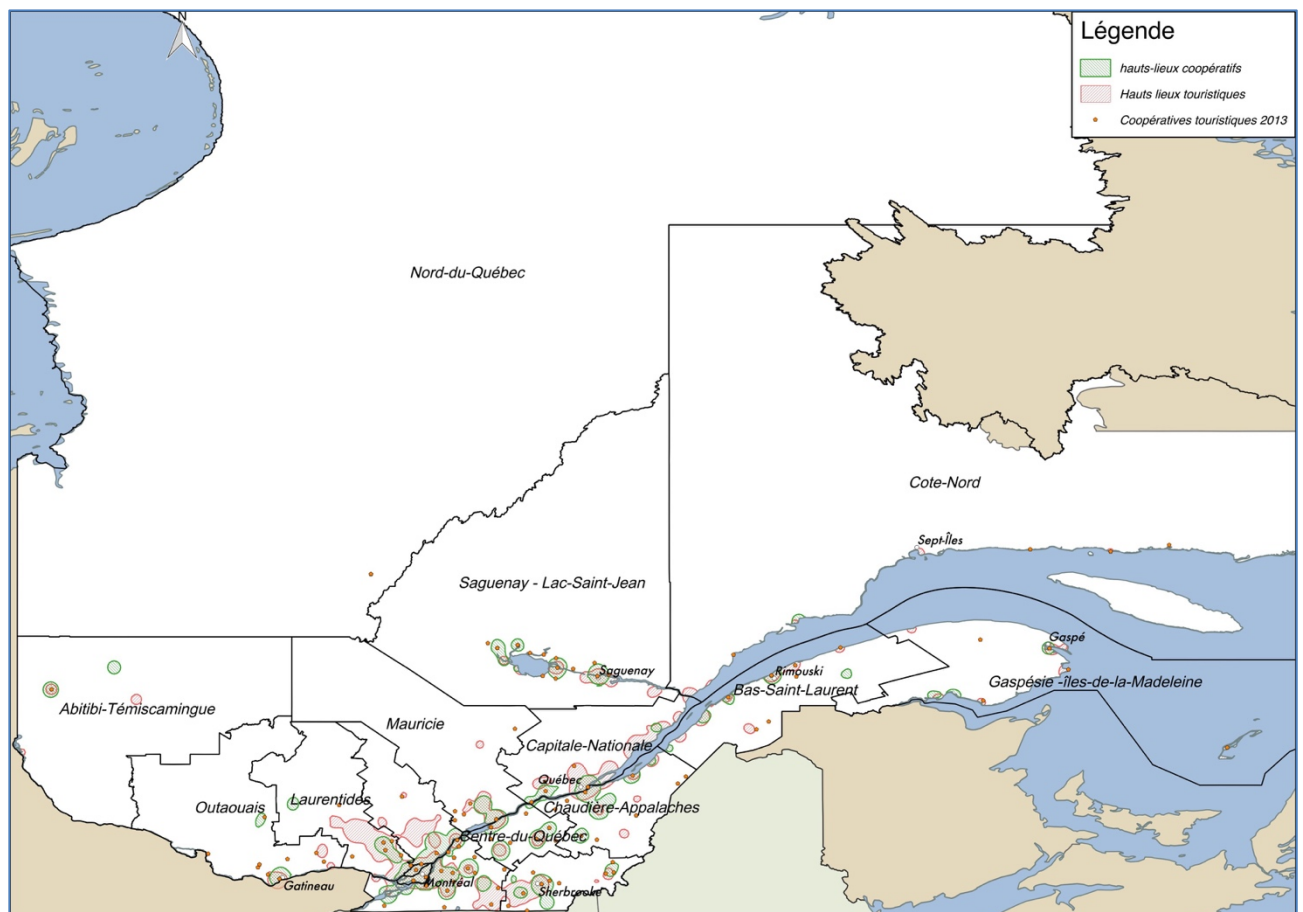 N
Légende
hauts-lieux coopératifs
Hauts lieux touristiques
Coopératives touristiques 2013
Nord-du-Québec
Cote-Nord
Sept-Îles
Saguenay - Lac-Saint-Jean
Saguenay
Gaspé
Rimouski
Bas-Saint-Laurent
Gaspésie -îles-de-la-Madeleine
Abitibi-Témiscamingue
Mauricie
Capitale-Nationale
Québec
Outaouais
Laurentides
Chaudière-Appalaches
Centre-du-Québec
Gatineau
Montréal
Sherbrooke